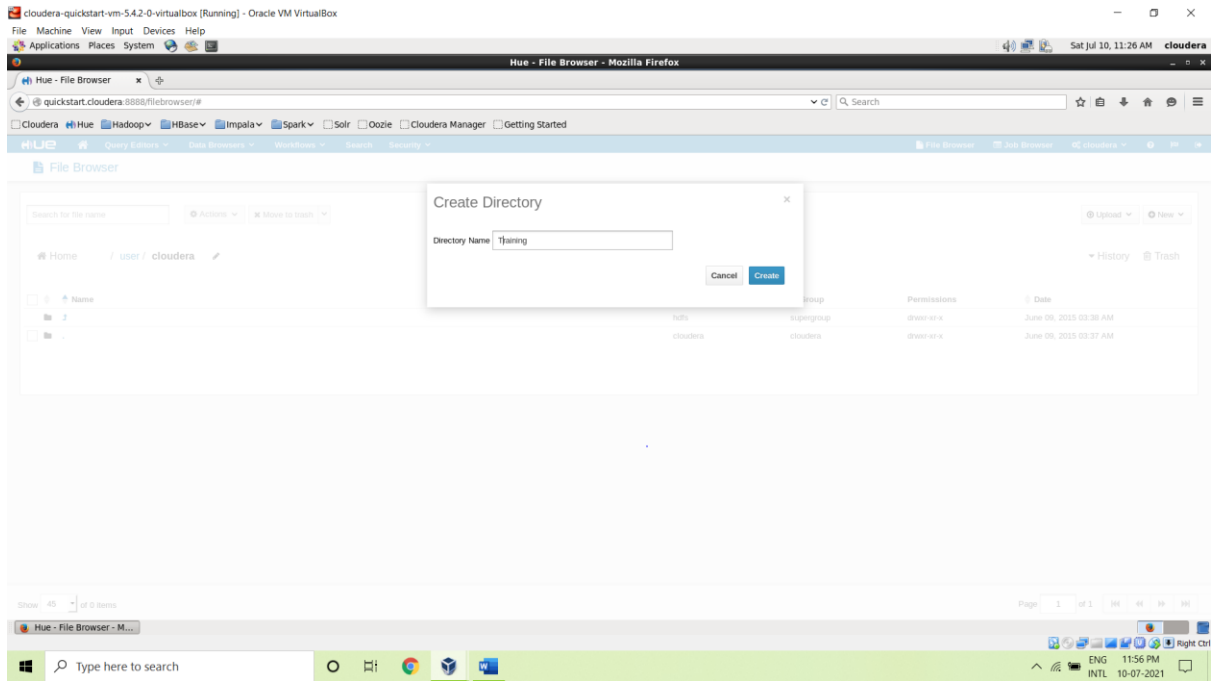 cloudera-quickstart-vm-5.4.2-0-virtualbox [Running] - Oracle VM VirtualBox
File Machine View Input Devices Help
Applications Places System Sat Jul 10, 11:26 AM cloudera
Hue - File Browser - Mozilla Firefox
Hue - File Browser
quickstart.cloudera:8888/filebrowser/# Search
Cloudera Hue Hadoop HBase Impala Spark Solr Oozie Cloudera Manager Getting Started
HUE Query Editors Data Browsers Workflows Search Security File Browser Job Browser cloudera
File Browser
Create Directory
Search for file name Actions Move to trash Upload New
Directory Name Training
Home / user / cloudera History Trash
Cancel Create
Name Group Permissions Date
hdfs supergroup drwxr-xr-x June 09, 2015 03:38 AM
. cloudera cloudera drwxr-xr-x June 09, 2015 03:37 AM
Show 45 of 0 items Page 1 of 1
Hue - File Browser - M...
Right Ctrl
Type here to search ENG 11:56 PM
INTL 10-07-2021